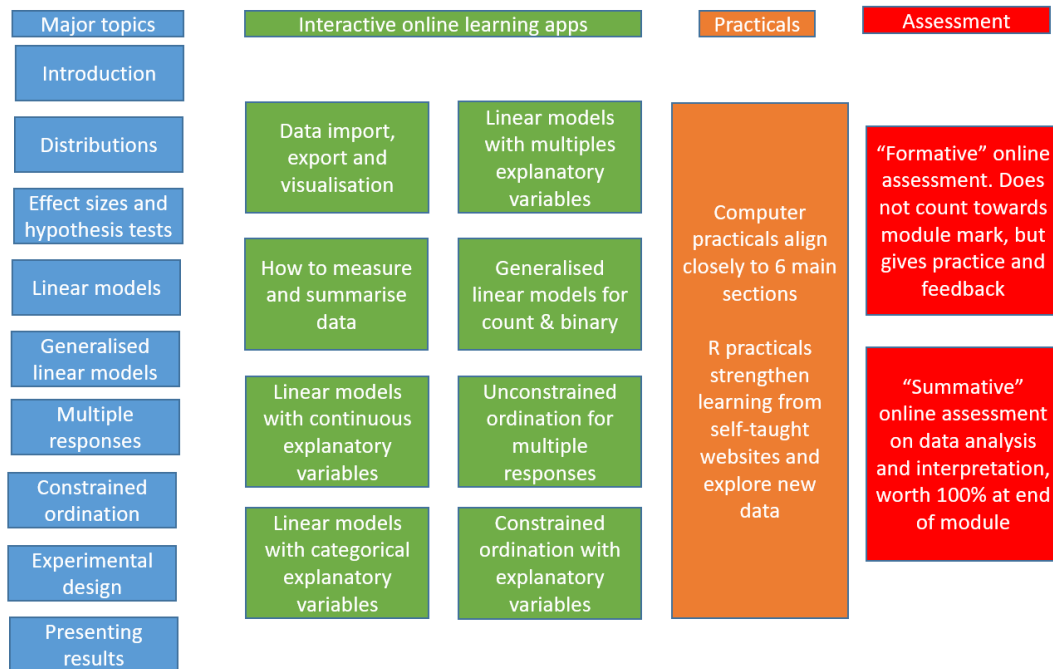 Major topics
Interactive online learning apps
Practicals
Assessment
Introduction
Distributions
Effect sizes and
hypothesis tests
Linear models
Generalised
linear models
Multiple
responses
Constrained
ordination
Experimental
design
Presenting
results
Data import,
export and
visualisation
How to measure
and summarise
data
Linear models
with continuous
explanatory
variables
Linear models
with categorical
explanatory
variables
Linear models
with multiples
explanatory
variables
Generalised
linear models for
count & binary
Unconstrained
ordination for
multiple
responses
Constrained
ordination with
explanatory
variables
Computer
practicals align
closely to 6 main
sections
R practicals
strengthen
learning from
self-taught
websites and
explore new
data
“Formative” online
assessment. Does
not count towards
module mark, but
gives practice and
feedback
“Summative”
online assessment
on data analysis
and interpretation,
worth 100% at end
of module